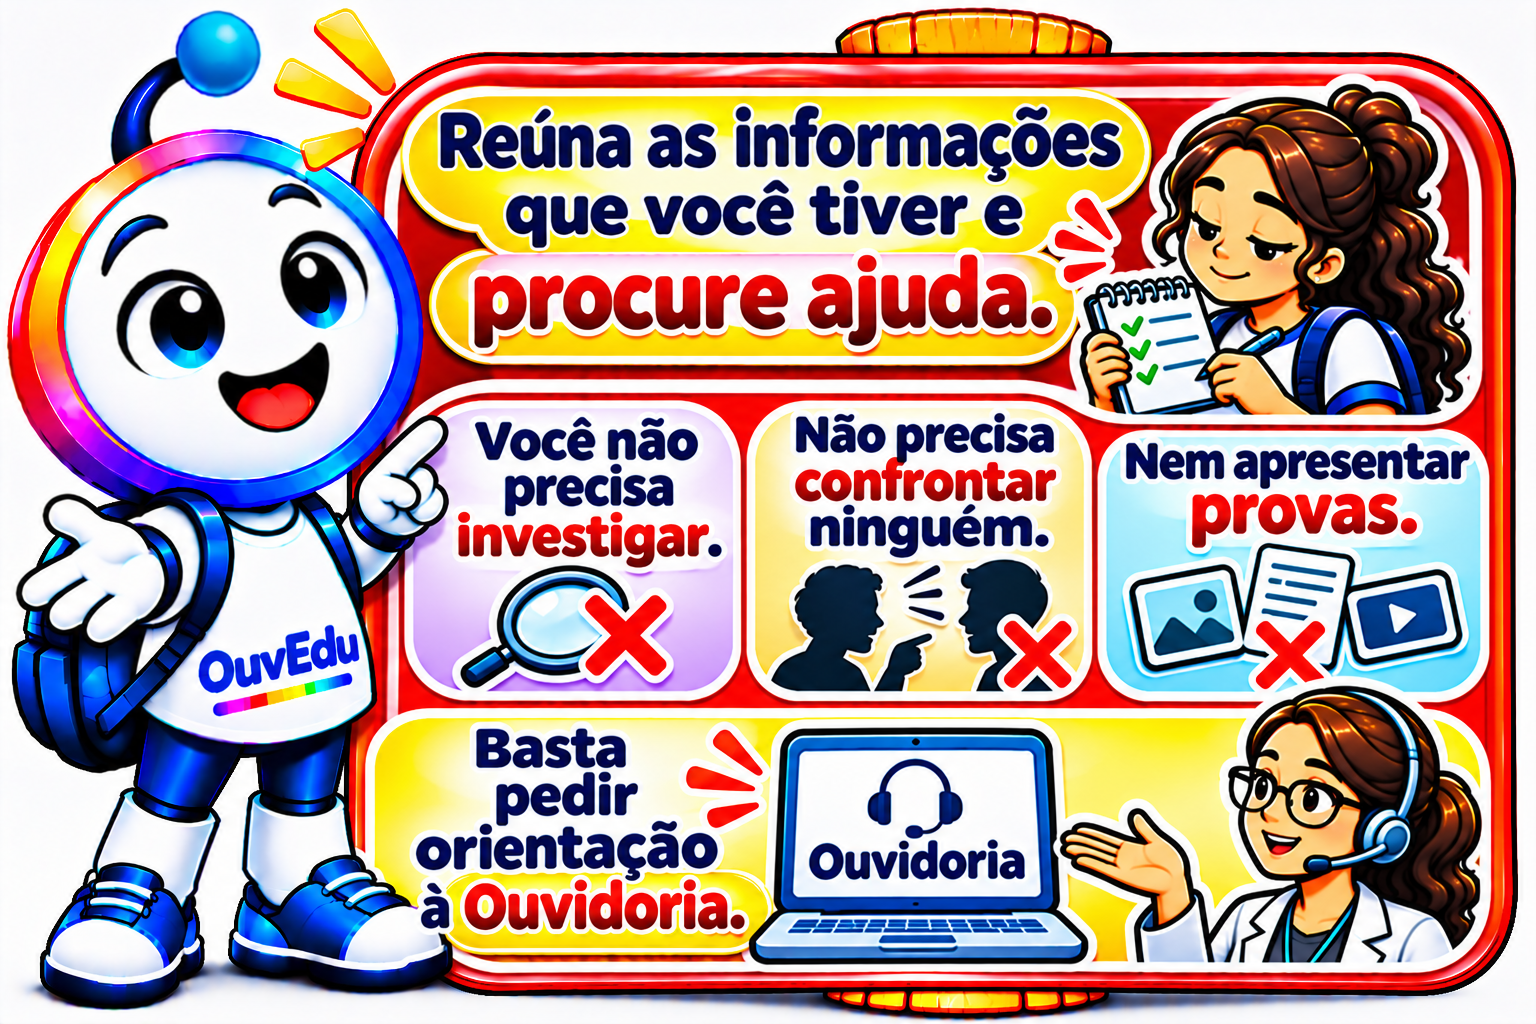 Reúna as informações
que você tiver e
procure ajuda.
Você não
precisa
investigar.
Não precisa
confrontar
ninguém.
Nem apresentar
provas.
OuvEdu
Basta
pedir
orientação
à Ouvidoria.
Ouvidoria